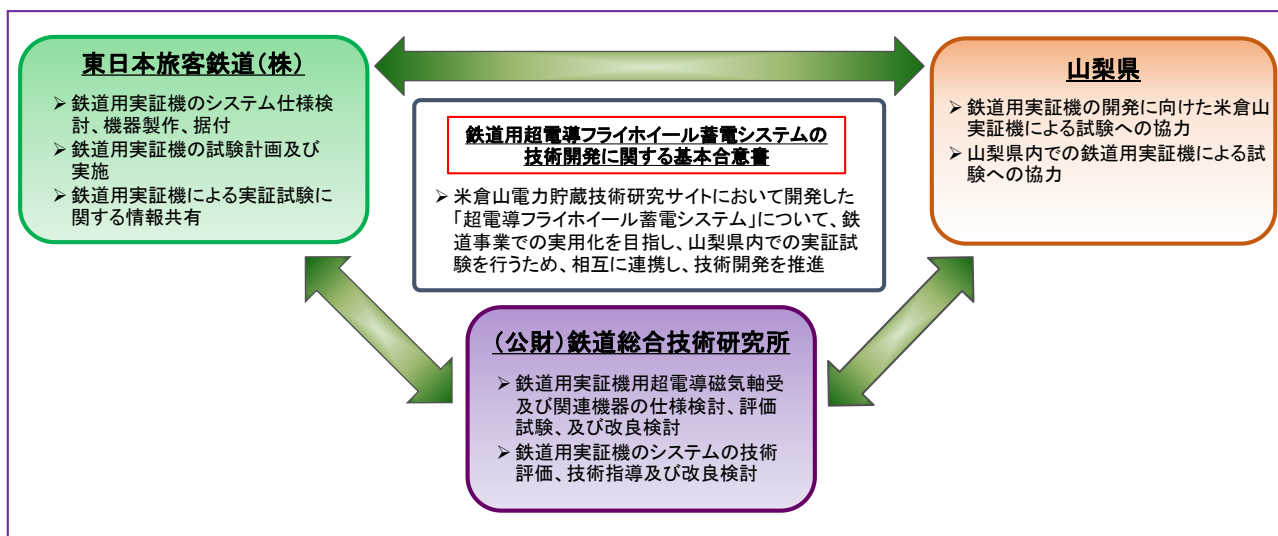 東日本旅客鉄道(株)
➢ 鉄道用実証機のシステム仕様検
討、機器製作、据付
➢ 鉄道用実証機の試験計画及び
実施
➢ 鉄道用実証機による実証試験に
関する情報共有
鉄道用超電導フライホイール蓄電システムの
技術開発に関する基本合意書
➢ 米倉山電力貯蔵技術研究サイトにおいて開発した
「超電導フライホイール蓄電システム」について、鉄
道事業での実用化を目指し、山梨県内での実証試
験を行うため、相互に連携し、技術開発を推進
山梨県
➢ 鉄道用実証機の開発に向けた米倉山
実証機による試験への協力
➢ 山梨県内での鉄道用実証機による試
験への協力
(公財)鉄道総合技術研究所
➢ 鉄道用実証機用超電導磁気軸受
及び関連機器の仕様検討、評価
試験、及び改良検討
➢ 鉄道用実証機のシステムの技術
評価、技術指導及び改良検討